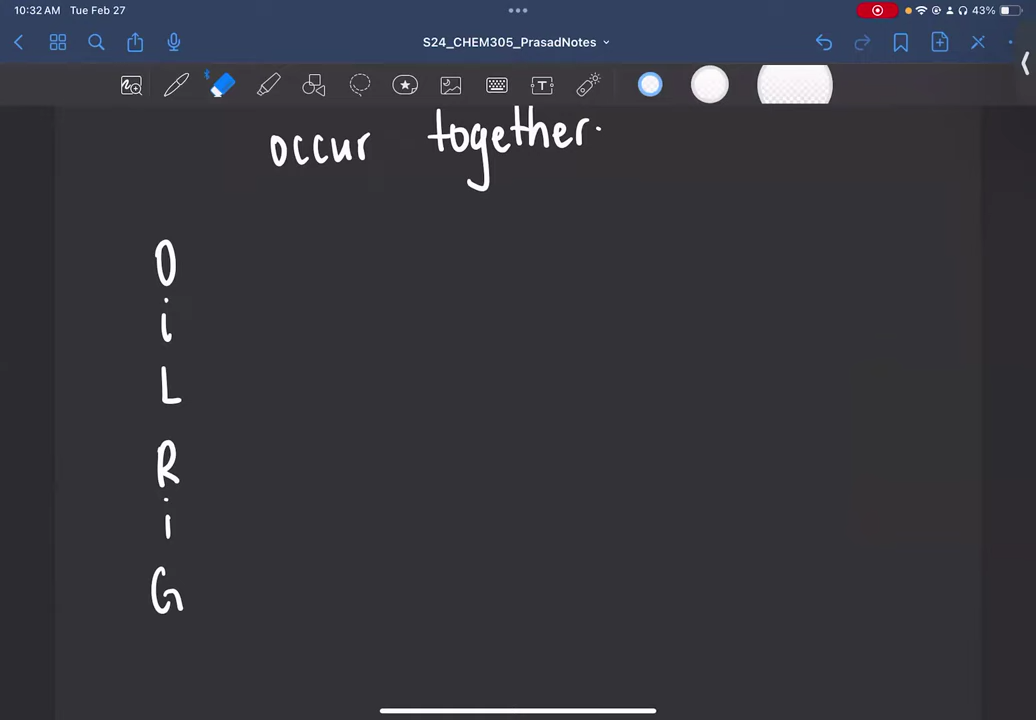 10:32 AM Tue Feb 27
43%
S24_CHEM305_PrasadNotes
occur together.
O
i
L
R
i
G